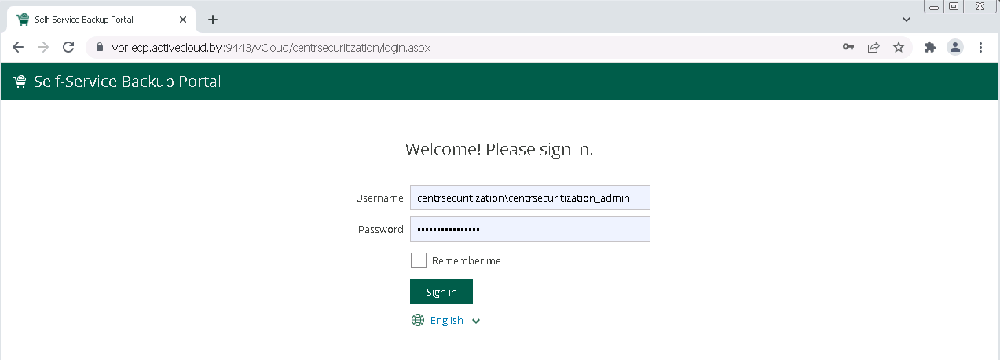 Self-Service Backup Portal
vbr.ecp.activecloud.by:9443/vCloud/centrsecuritization/login.aspx
Self-Service Backup Portal
Welcome! Please sign in.
Username centrsecuritization\centrsecuritization_admin
Password ••••••••••••••••
Remember me
Sign in
English